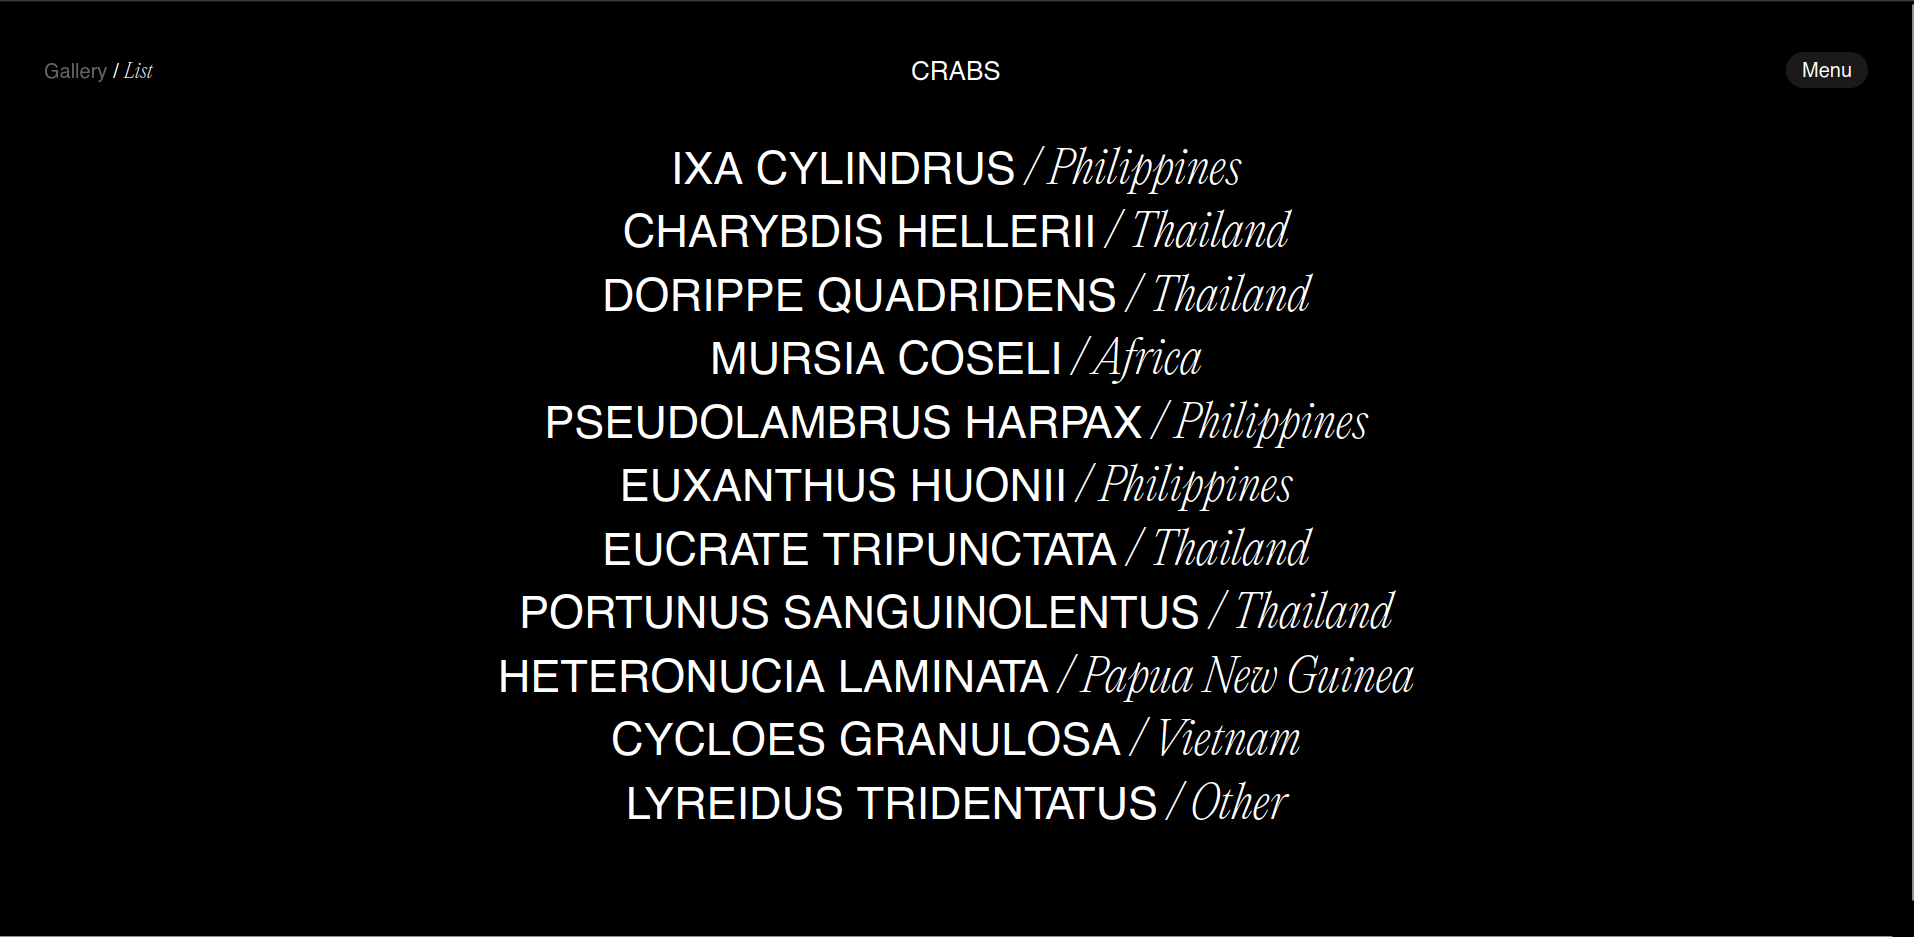 Gallery / List
CRABS
Menu
IXA CYLINDRUS / Philippines
CHARYBDIS HELLERII / Thailand
DORIPPE QUADRIDENS / Thailand
MURSIA COSELI / Africa
PSEUDOLAMBRUS HARPAX / Philippines
EUXANTHUS HUONII / Philippines
EUCRATE TRIPUNCTATA / Thailand
PORTUNUS SANGUINOLENTUS / Thailand
HETERONUCIA LAMINATA / Papua New Guinea
CYCLOES GRANULOSA / Vietnam
LYREIDUS TRIDENTATUS / Other